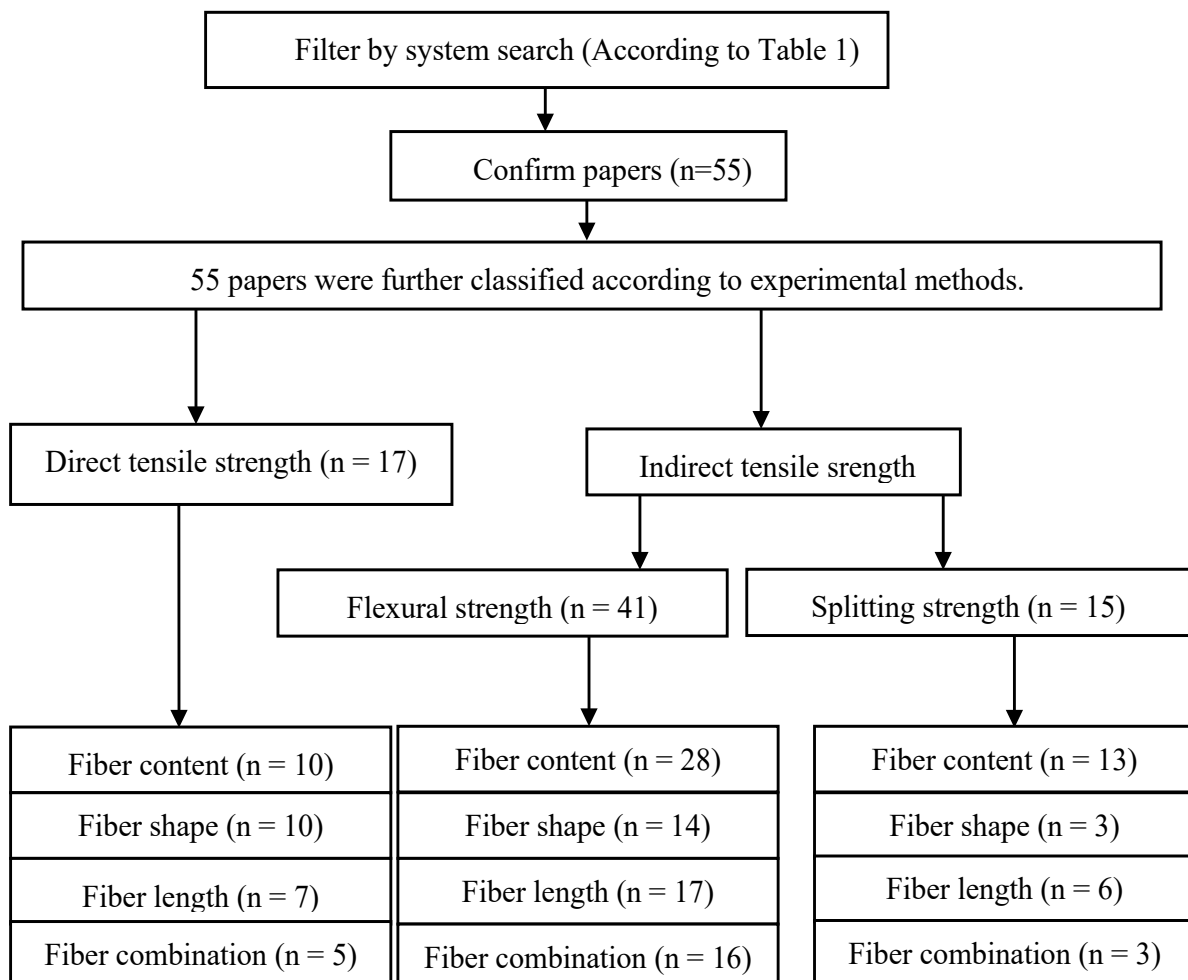 Filter by system search (According to Table 1)
Confirm papers (n=55)
55 papers were further classified according to experimental methods.
Direct tensile strength (n = 17)
Indirect tensile srength
Flexural strength (n = 41)
Splitting strength (n = 15)
Fiber content (n = 10)
Fiber shape (n = 10)
Fiber length (n = 7)
Fiber combination (n = 5)
Fiber content (n = 28)
Fiber shape (n = 14)
Fiber length (n = 17)
Fiber combination (n = 16)
Fiber content (n = 13)
Fiber shape (n = 3)
Fiber length (n = 6)
Fiber combination (n = 3)